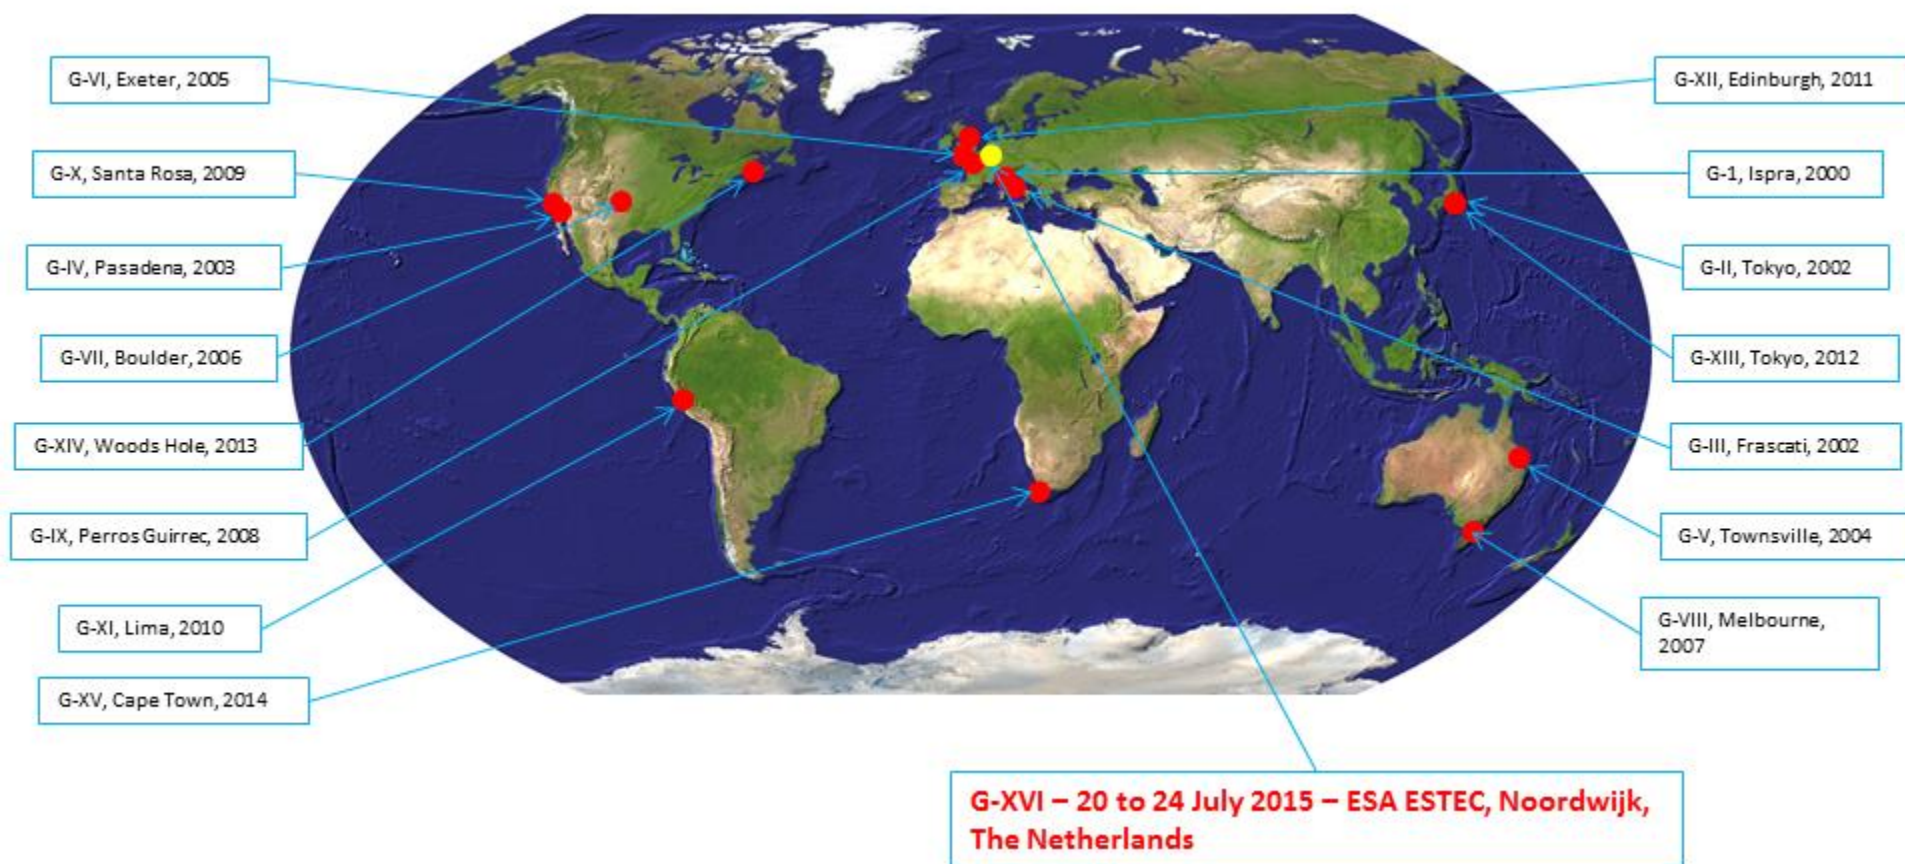 G-VI, Exeter, 2005
G-X, Santa Rosa, 2009
G-IV, Pasadena, 2003
G-VII, Boulder, 2006
G-XIV, Woods Hole, 2013
G-IX, Perros Guirrec, 2008
G-XI, Lima, 2010
G-XV, Cape Town, 2014
G-XII, Edinburgh, 2011
G-1, Ispra, 2000
G-II, Tokyo, 2002
G-XIII, Tokyo, 2012
G-III, Frascati, 2002
G-V, Townsville, 2004
G-VIII, Melbourne,
2007
G-XVI – 20 to 24 July 2015 – ESA ESTEC, Noordwijk,
The Netherlands